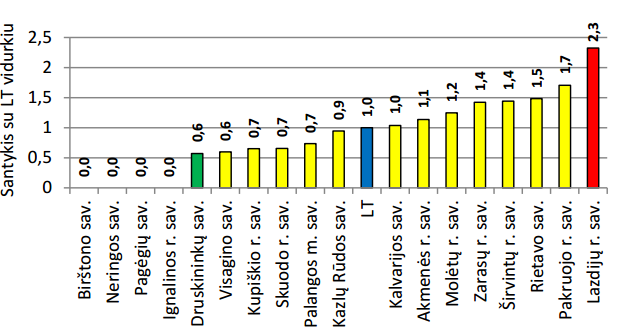 Santykis su LT vidurkiu
2,5
2
1,5
1
0,5
0
0,0
0,0
0,0
0,0
0,6
0,6
0,7
0,7
0,7
0,9
1,0
1,0
1,1
1,2
1,4
1,4
1,5
1,7
2,3
Birštono sav.
Neringos sav.
Pagėgių sav.
Ignalinos r. sav.
Druskininkų sav.
Visagino sav.
Kupiškio r. sav.
Skuodo r. sav.
Palangos m. sav.
Kazlų Rūdos sav.
LT
Kalvarijos sav.
Akmenės r. sav.
Molėtų r. sav.
Zarasų r. sav.
Širvintų r. sav.
Rietavo sav.
Pakruojo r. sav.
Lazdijų r. sav.